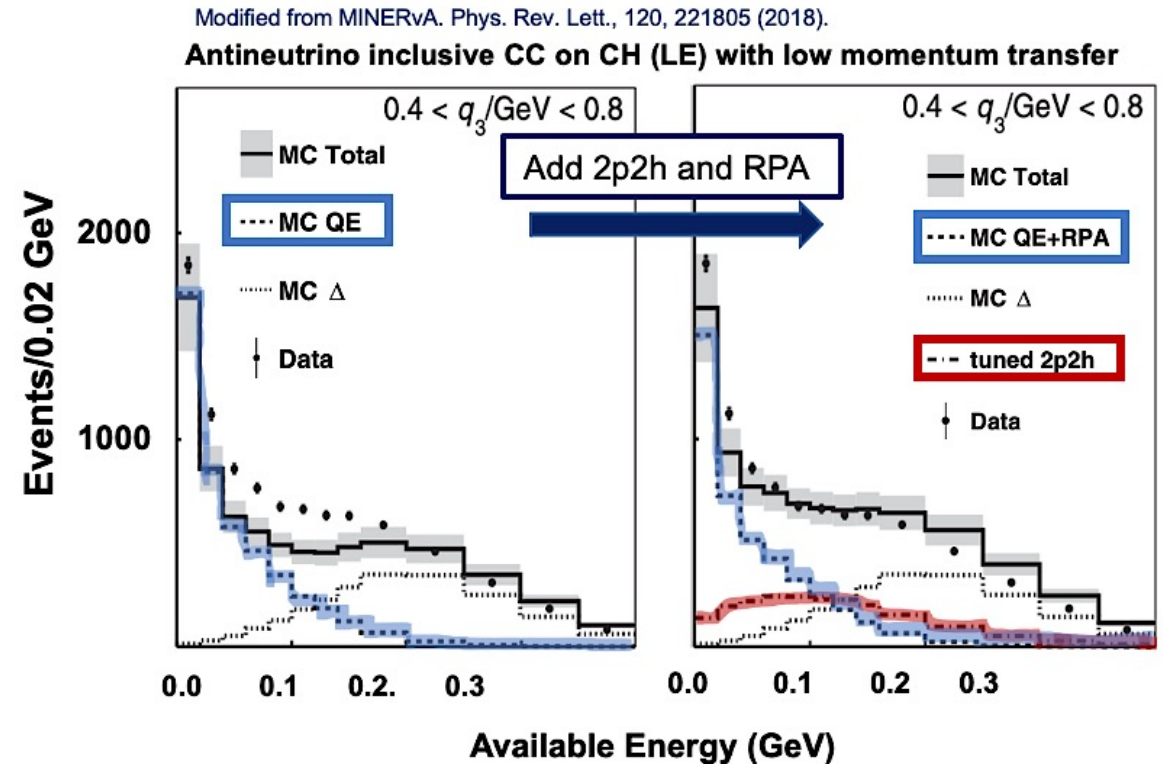 Modified from MINERvA. Phys. Rev. Lett., 120, 221805 (2018).
Antineutrino inclusive CC on CH (LE) with low momentum transfer
0.4 < q3/GeV < 0.8
MC Total
MC QE
MC Δ
Data
Add 2p2h and RPA
0.4 < q3/GeV < 0.8
MC Total
MC QE+RPA
MC Δ
tuned 2p2h
Data
Events/0.02 GeV
2000
1000
0.0 0.1 0.2. 0.3
0.0 0.1 0.2 0.3
Available Energy (GeV)